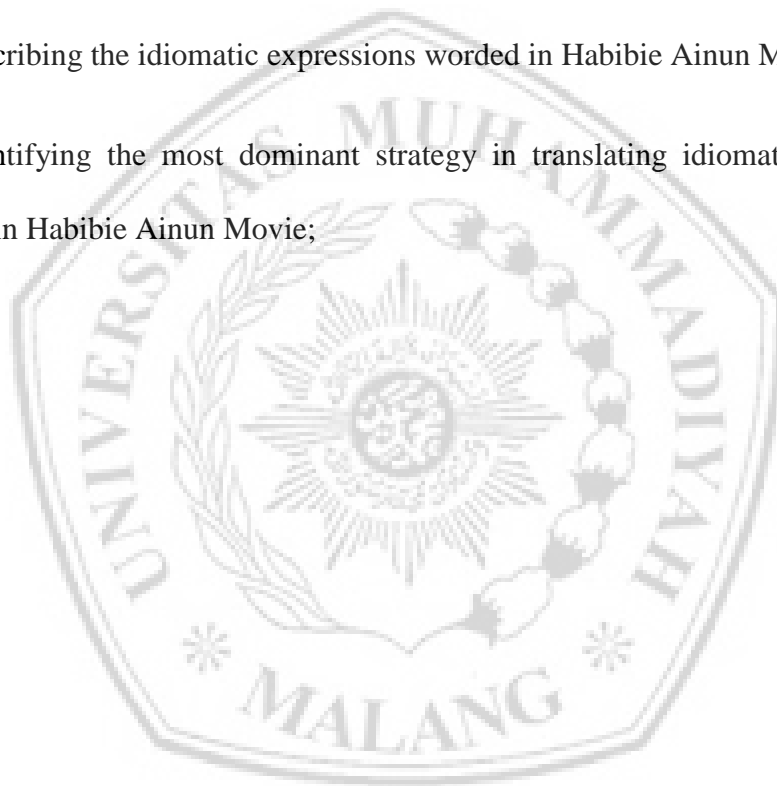 cribing the idiomatic expressions worded in Habibie Ainun M
ntifying the most dominant strategy in translating idiomat
in Habibie Ainun Movie;
UNIVERSITAS MUHAMMADIYAH
MALANG